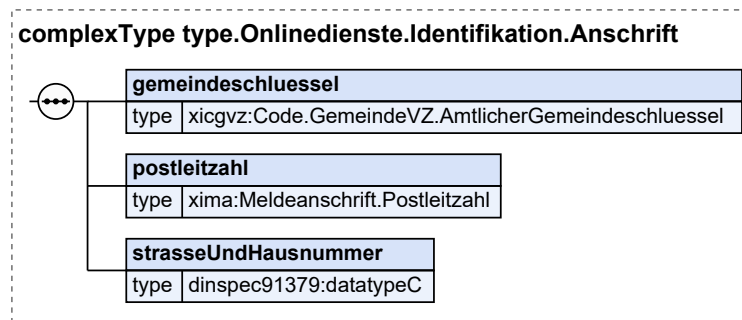 complexType type.Onlinedienste.Identifikation.Anschrift
gemeindeschluessel
type xicgvz:Code.GemeindeVZ.AmtlicherGemeindeschluessel
postleitzahl
type xima:Meldeanschrift.Postleitzahl
strasseUndHausnummer
type dinspec91379:datatypeC